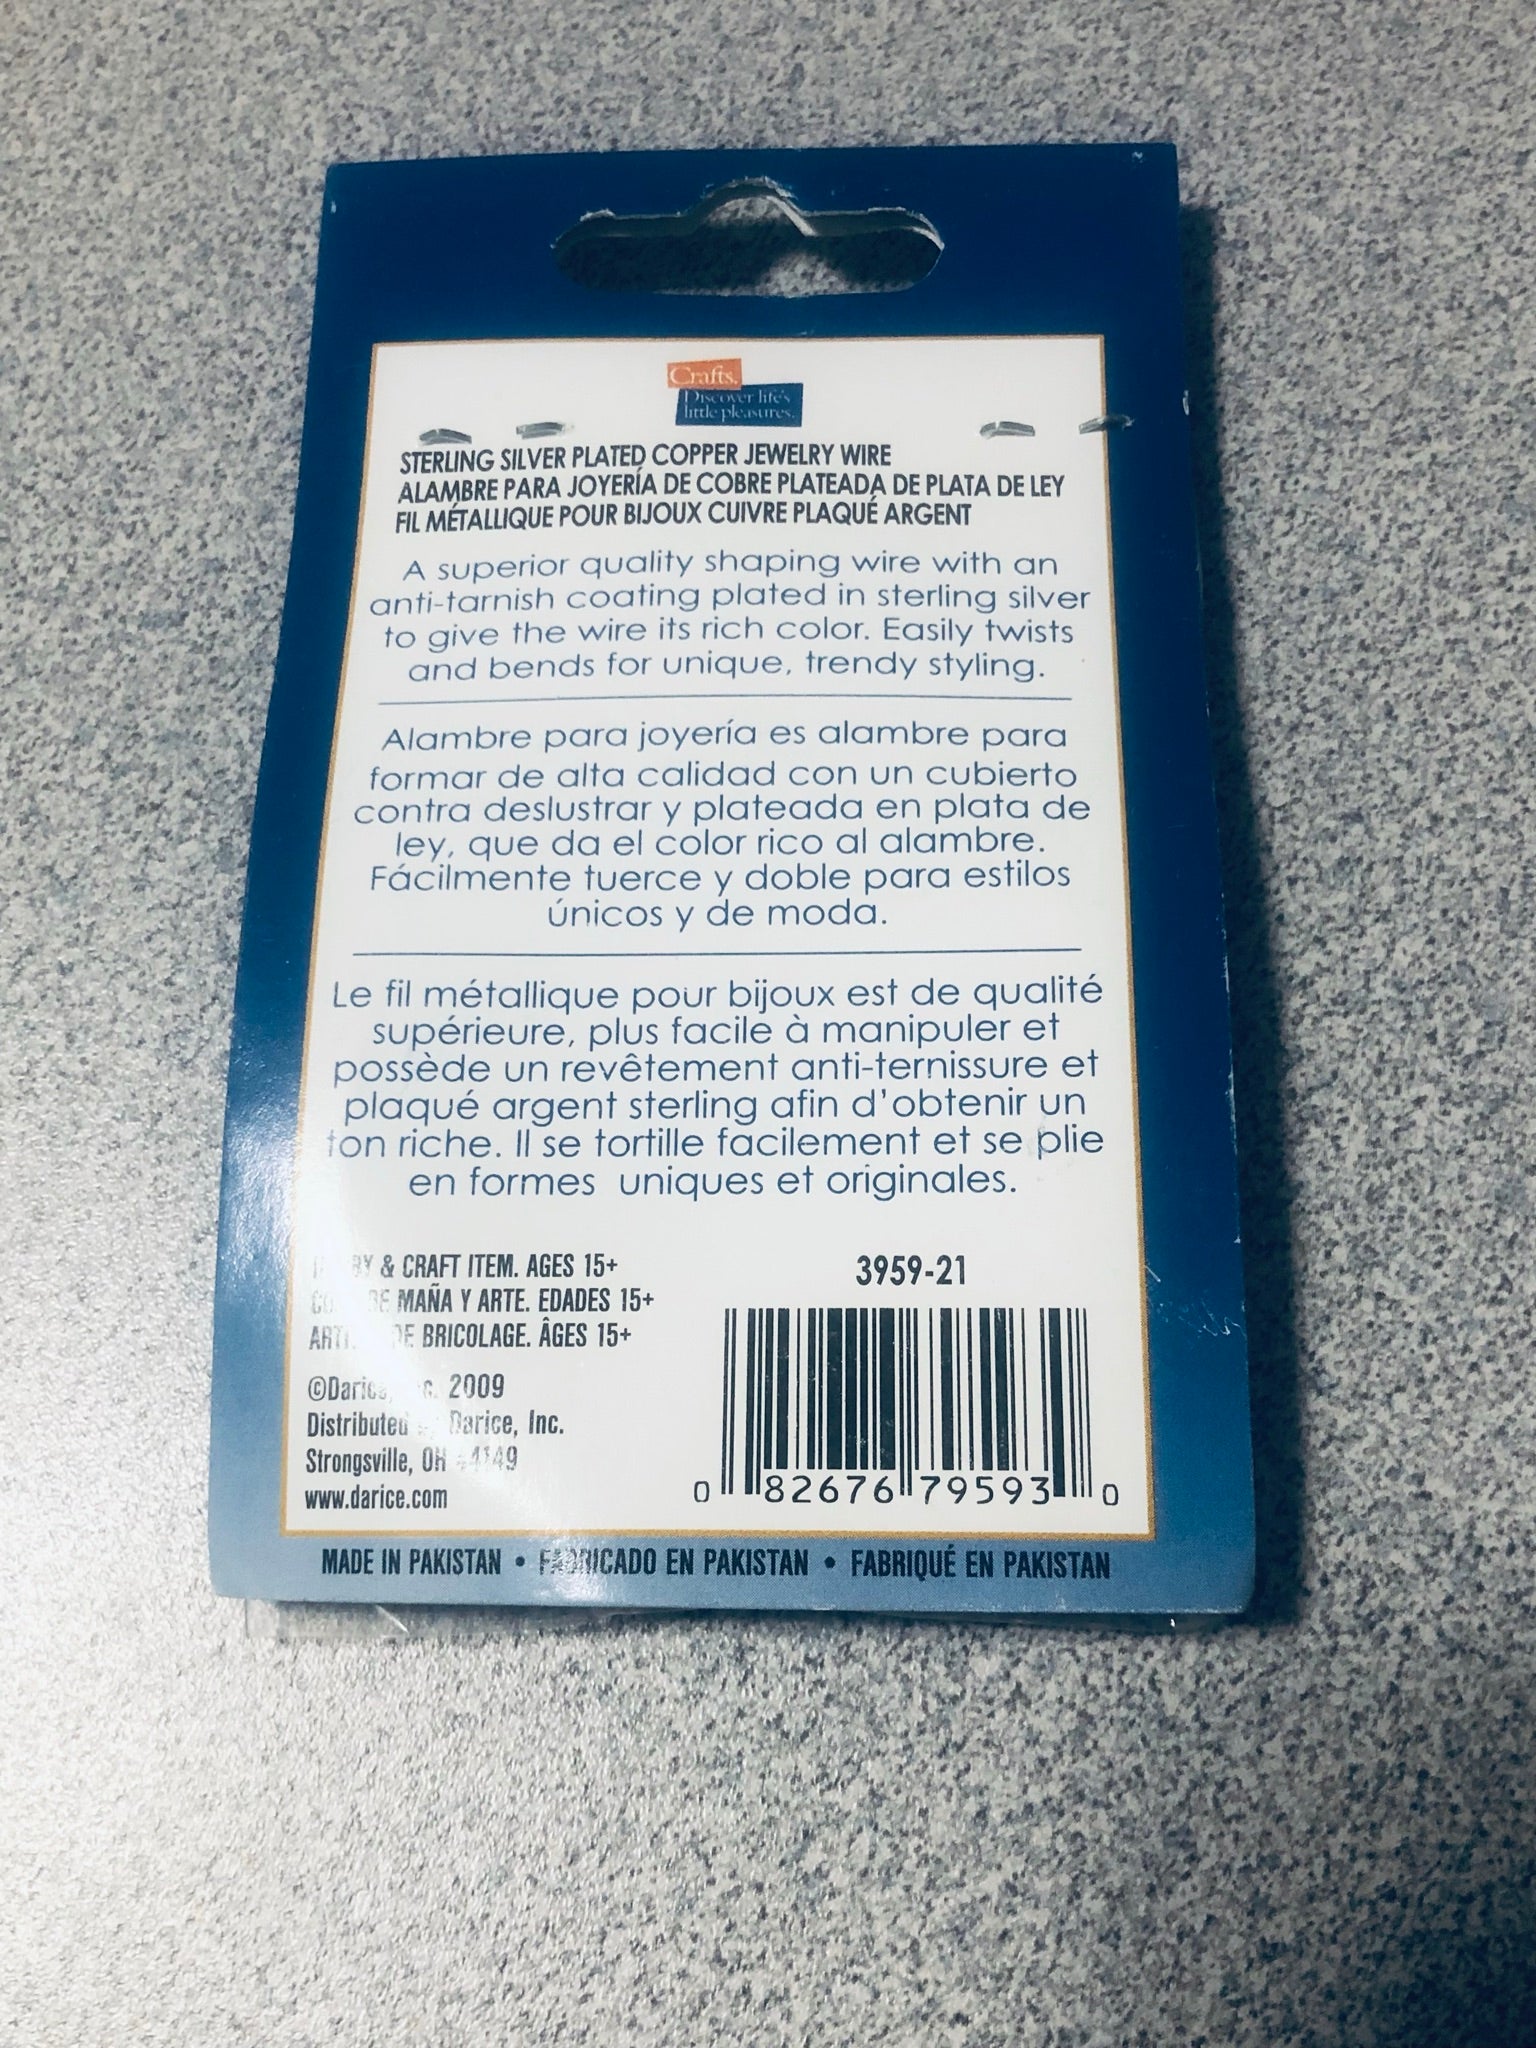 Crafts.
Discover life's
little pleasures.
STERLING SILVER PLATED COPPER JEWELRY WIRE
ALAMBRE PARA JOYERÍA DE COBRE PLATEADA DE PLATA DE LEY
FIL MÉTALLIQUE POUR BIJOUX CUIVRE PLAQUÉ ARGENT
A superior quality shaping wire with an
anti-tarnish coating plated in sterling silver
to give the wire its rich color. Easily twists
and bends for unique, trendy styling.
Alambre para joyería es alambre para
formar de alta calidad con un cubierto
contra deslustrar y plateada en plata de
ley, que da el color rico al alambre.
Fácilmente tuerce y doble para estilos
únicos y de moda.
Le fil métallique pour bijoux est de qualité
supérieure, plus facile à manipuler et
possède un revêtement anti-ternissure et
plaqué argent sterling afin d'obtenir un
ton riche. Il se tortille facilement et se plie
en formes uniques et originales.
& CRAFT ITEM. AGES 15+
DE MAÑA Y ARTE. EDADES 15+
DE BRICOLAGE. ÂGES 15+
©Darice, Inc. 2009
Distributed by Darice, Inc.
Strongsville, OH 44149
www.darice.com
3959-21
0 82676 79593 0
MADE IN PAKISTAN • FABRICADO EN PAKISTAN • FABRIQUÉ EN PAKISTAN